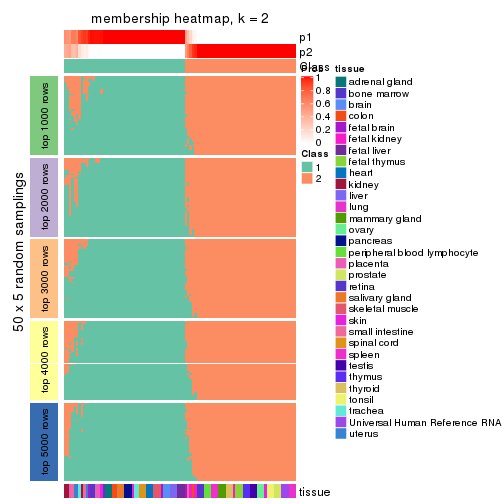 membership heatmap, k = 2
p1
p2
Class
50 x 5 random samplings
top 1000 rows
top 2000 rows
top 3000 rows
top 4000 rows
top 5000 rows
tissue
Prob
1
0.8
0.6
0.4
0.2
0
Class
1
2
tissue
adrenal gland
bone marrow
brain
colon
fetal brain
fetal kidney
fetal liver
fetal thymus
heart
kidney
liver
lung
mammary gland
ovary
pancreas
peripheral blood lymphocyte
placenta
prostate
retina
salivary gland
skeletal muscle
skin
small intestine
spinal cord
spleen
testis
thymus
thyroid
tonsil
trachea
Universal Human Reference RNA
uterus